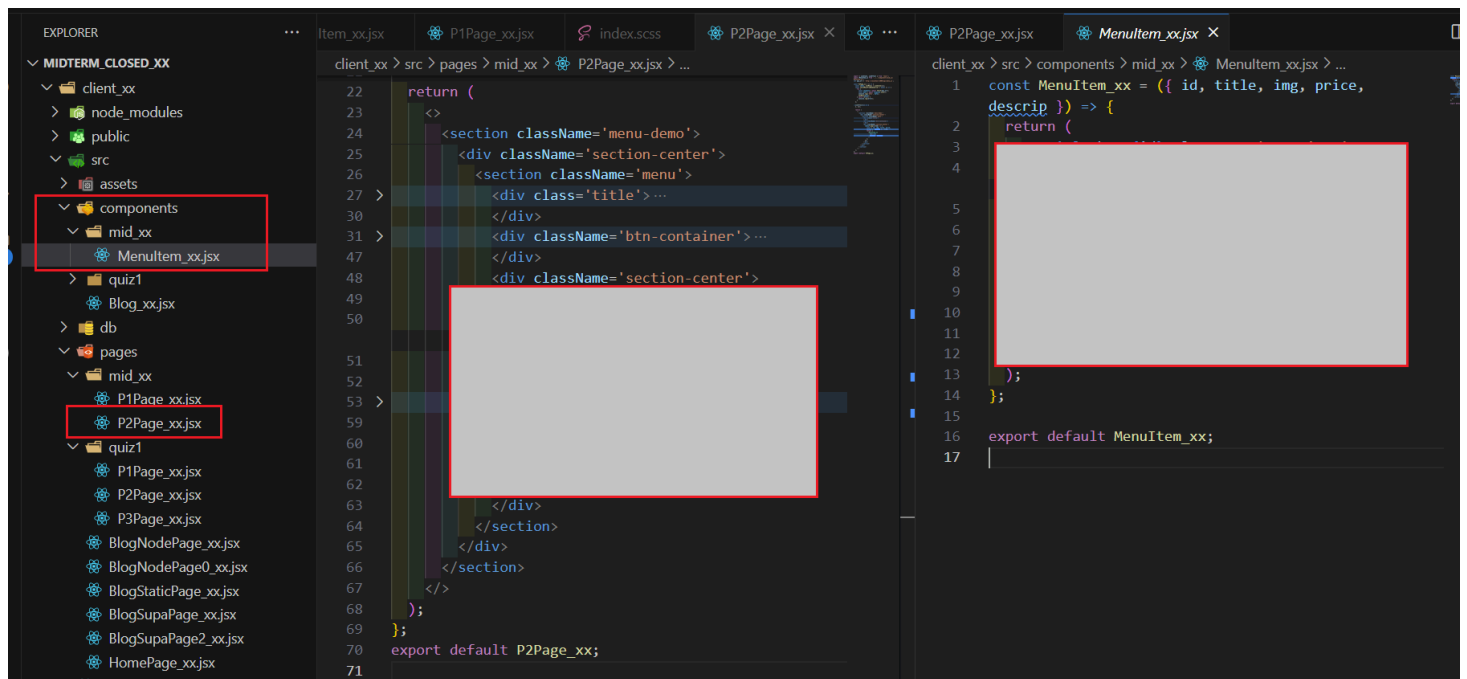 EXPLORER
MIDTERM_CLOSED_XX
client_xx
node_modules
public
src
assets
components
mid_xx
MenuItem_xx.jsx
quiz1
Blog_xx.jsx
db
pages
mid_xx
P1Page_xx.jsx
P2Page_xx.jsx
quiz1
P1Page_xx.jsx
P2Page_xx.jsx
P3Page_xx.jsx
BlogNodePage_xx.jsx
BlogNodePage0_xx.jsx
BlogStaticPage_xx.jsx
BlogSupaPage_xx.jsx
BlogSupaPage2_xx.jsx
HomePage_xx.jsx
Item_xx.jsx P1Page_xx.jsx index.scss P2Page_xx.jsx
client_xx > src > pages > mid_xx > P2Page_xx.jsx > ...
22 return (
23 <>
24 <section className='menu-demo'>
25 <div className='section-center'>
26 <section className='menu'>
27 <div class='title'>…
30 </div>
31 <div className='btn-container'>…
47 </div>
48 <div className='section-center'>
49
50
51
52
53
59
60
61
62
63 </div>
64 </section>
65 </div>
66 </section>
67 </>
68 );
69 };
70 export default P2Page_xx;
71
P2Page_xx.jsx MenuItem_xx.jsx
client_xx > src > components > mid_xx > MenuItem_xx.jsx > ...
1 const MenuItem_xx = ({ id, title, img, price,
descrip }) => {
2 return (
3
4
5
6
7
8
9
10
11
12
13 );
14 };
15
16 export default MenuItem_xx;
17